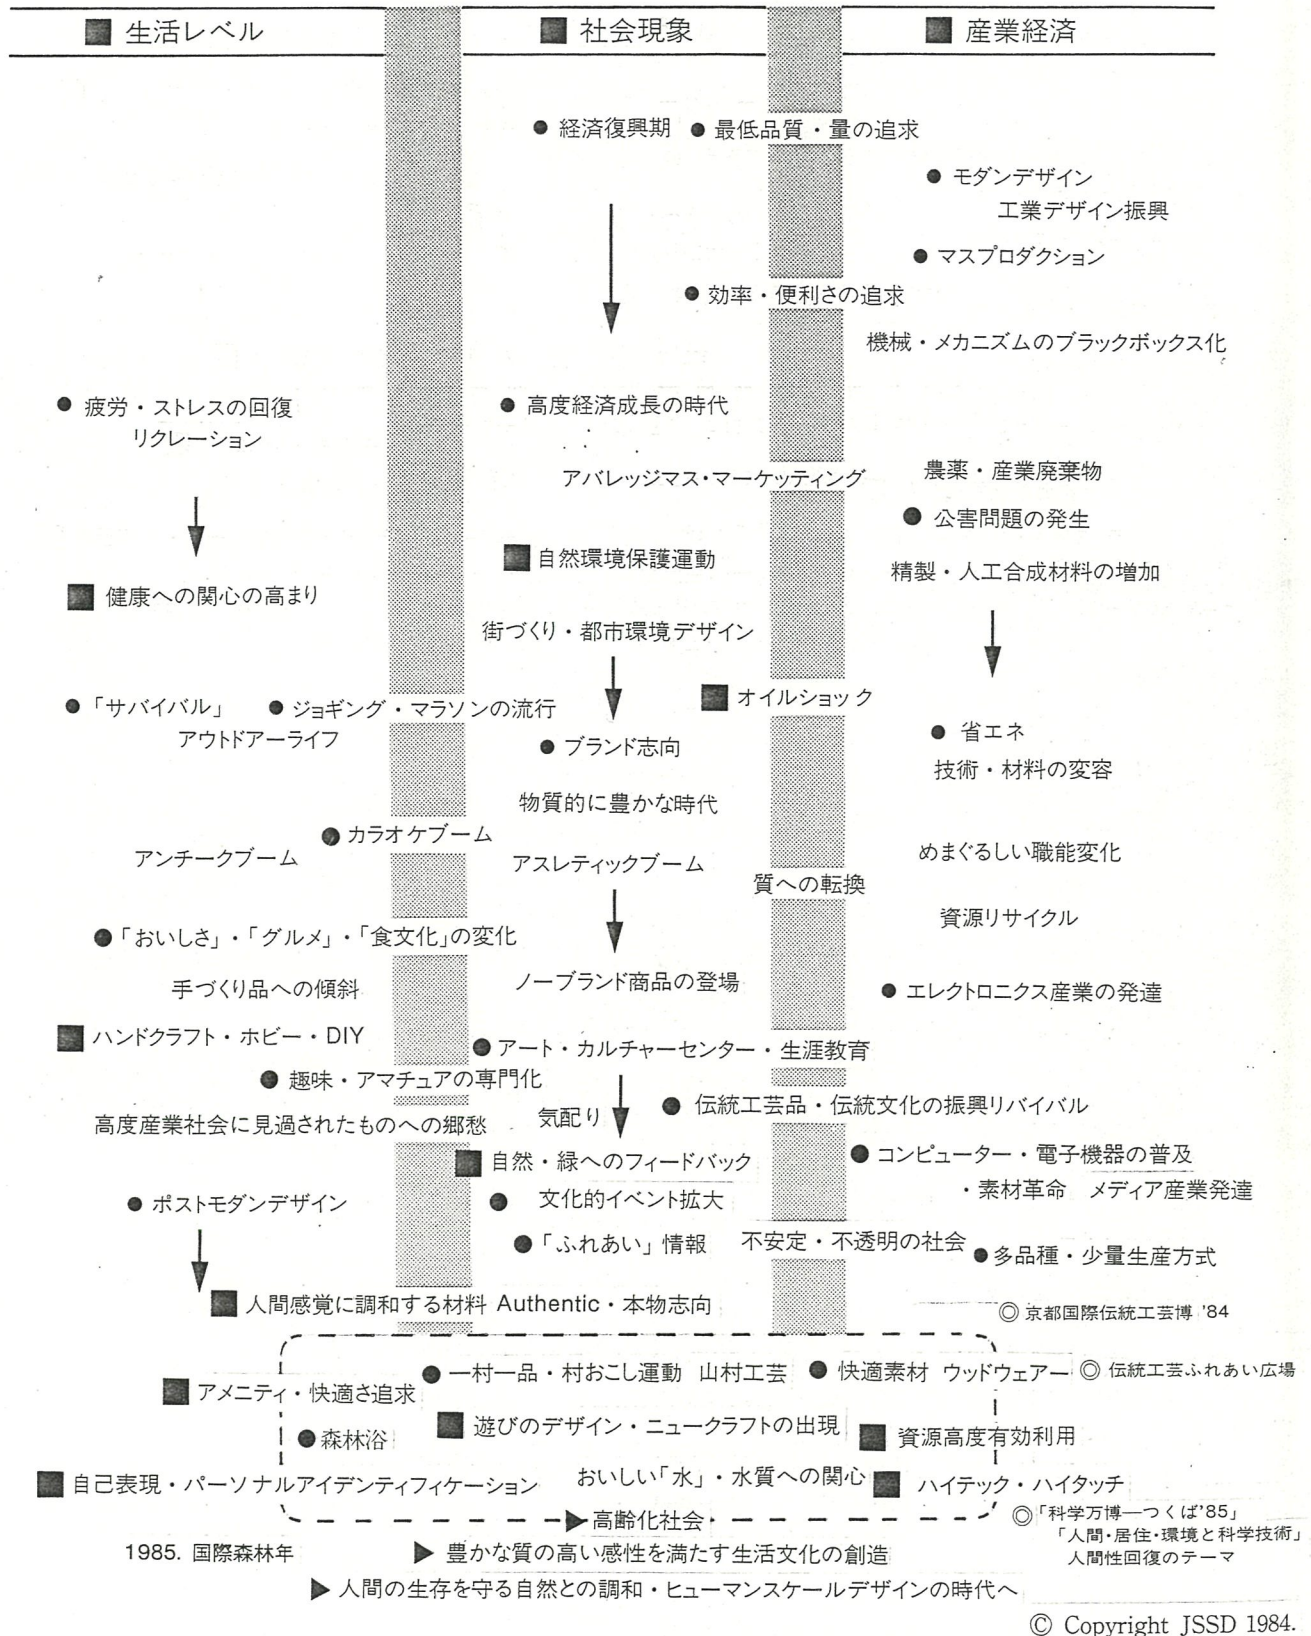 ■ 生活レベル ■ 社会現象 ■ 産業経済
● 経済復興期 ● 最低品質・量の追求
● モダンデザイン
工業デザイン振興
● マスプロダクション
● 効率・便利さの追求
機械・メカニズムのブラックボックス化
● 疲労・ストレスの回復
リクレーション
● 高度経済成長の時代
アバレッジマス・マーケッティング
農薬・産業廃棄物
● 公害問題の発生
■ 自然環境保護運動
精製・人工合成材料の増加
■ 健康への関心の高まり
街づくり・都市環境デザイン
■ オイルショック
● 「サバイバル」 ● ジョギング・マラソンの流行
アウトドアーライフ
● ブランド志向
● 省エネ
技術・材料の変容
物質的に豊かな時代
● カラオケブーム
アンチークブーム
アスレティックブーム
めまぐるしい職能変化
質への転換
資源リサイクル
● 「おいしさ」・「グルメ」・「食文化」の変化
手づくり品への傾斜
ノーブランド商品の登場
● エレクトロニクス産業の発達
■ ハンドクラフト・ホビー・DIY
● アート・カルチャーセンター・生涯教育
● 趣味・アマチュアの専門化
気配り
● 伝統工芸品・伝統文化の振興リバイバル
高度産業社会に見過されたものへの郷愁
■ 自然・緑へのフィードバック
● コンピューター・電子機器の普及
・素材革命 メディア産業発達
● ポストモダンデザイン
● 文化的イベント拡大
● 「ふれあい」情報
不安定・不透明の社会
● 多品種・少量生産方式
■ 人間感覚に調和する材料 Authentic・本物志向
◎ 京都国際伝統工芸博 '84
● 一村一品・村おこし運動 山村工芸 ● 快適素材 ウッドウェアー ◎ 伝統工芸ふれあい広場
■ アメニティ・快適さ追求
■ 遊びのデザイン・ニュークラフトの出現
● 森林浴
■ 資源高度有効利用
■ 自己表現・パーソナルアイデンティフィケーション
おいしい「水」・水質への関心
■ ハイテック・ハイタッチ
▶ 高齢化社会
◎ 「科学万博—つくば'85」
「人間・居住・環境と科学技術」
人間性回復のテーマ
1985. 国際森林年
▶ 豊かな質の高い感性を満たす生活文化の創造
▶ 人間の生存を守る自然との調和・ヒューマンスケールデザインの時代へ
© Copyright JSSD 1984.